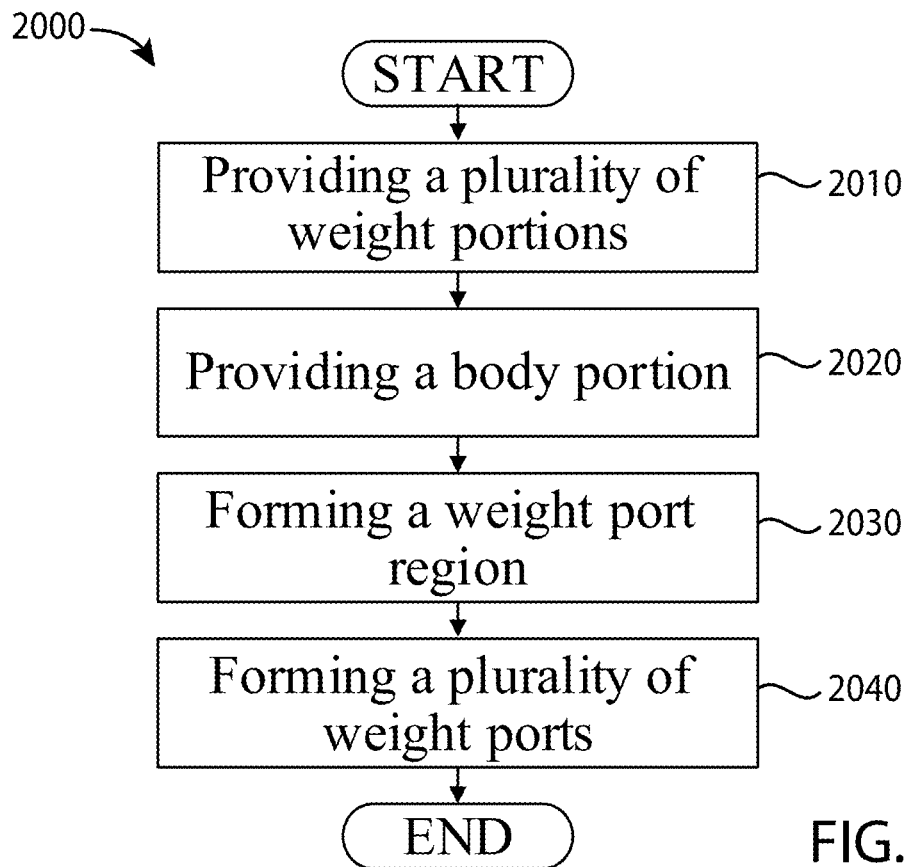 2000
START
Providing a plurality of
weight portions
2010
Providing a body portion
2020
Forming a weight port
region
2030
Forming a plurality of
weight ports
2040
END
FIG.